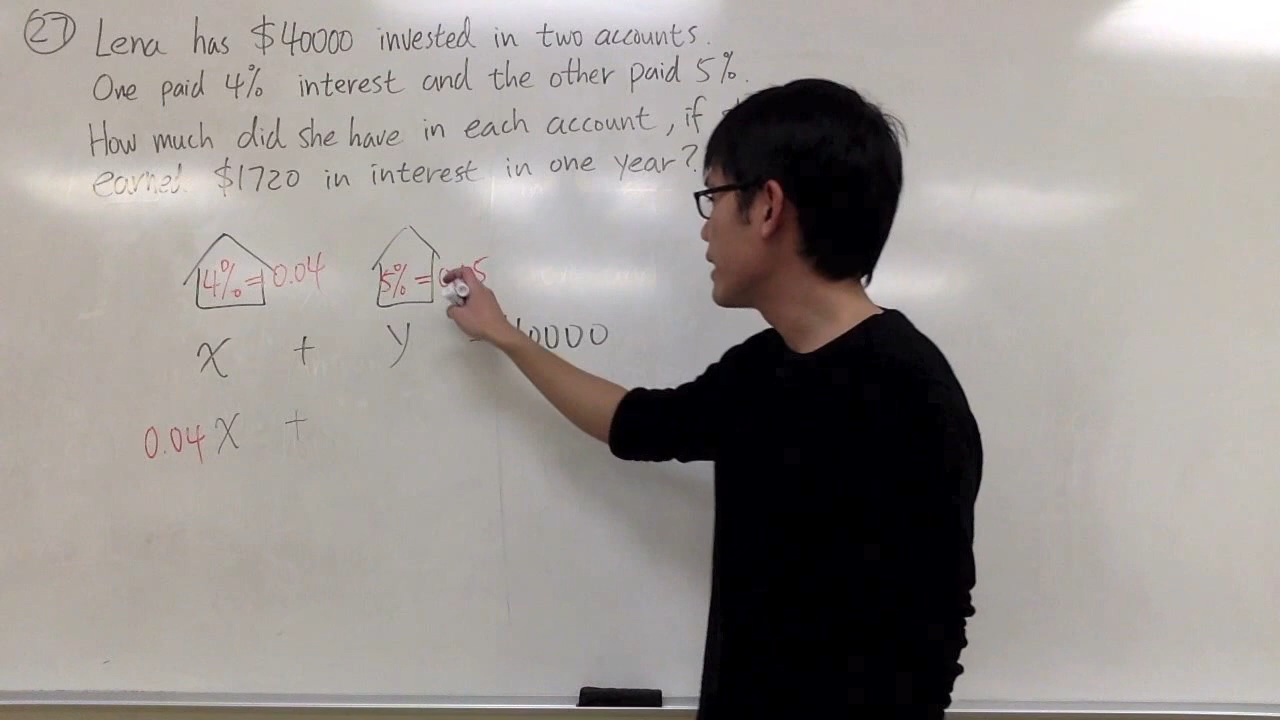 27 Lena has $40000 invested in two accounts.
One paid 4% interest and the other paid 5%.
How much did she have in each account, if
earned $1720 in interest in one year?
4% = 0.04 5% =
x + y 0000
0.04x +